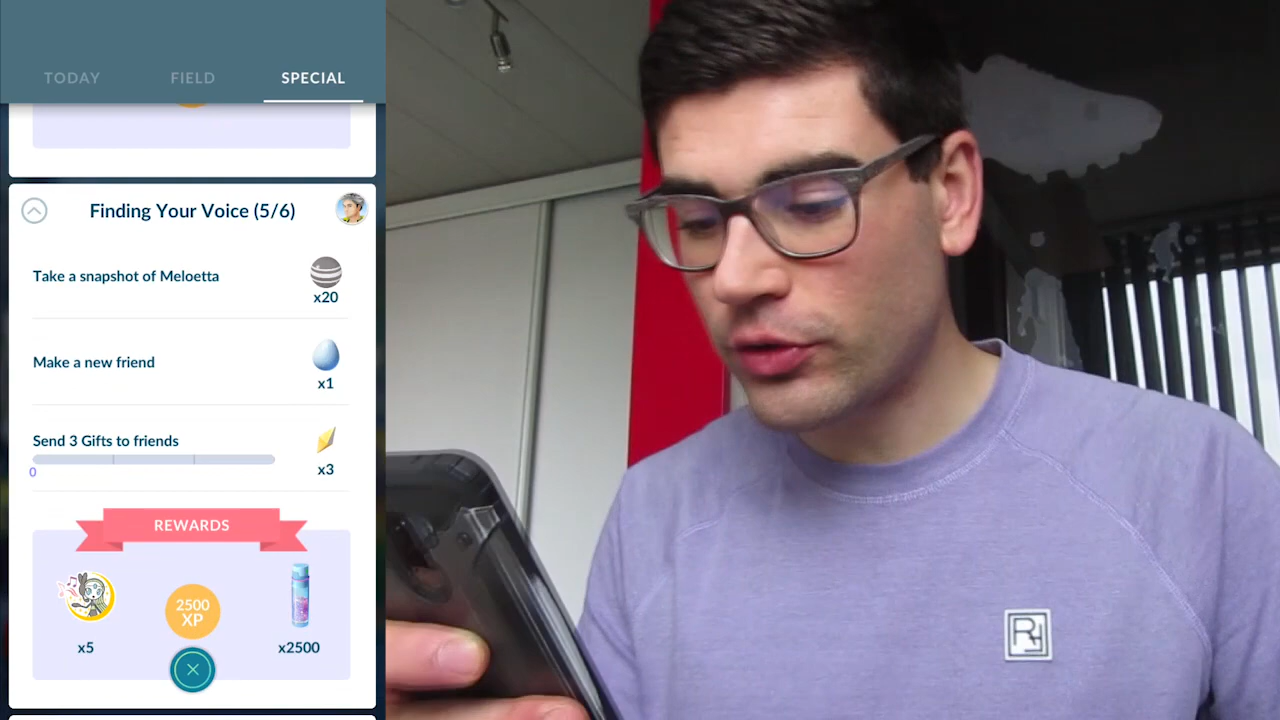 TODAY FIELD SPECIAL
Finding Your Voice (5/6)
Take a snapshot of Meloetta
x20
Make a new friend
x1
Send 3 Gifts to friends
0
x3
REWARDS
2500
XP
x5
x2500